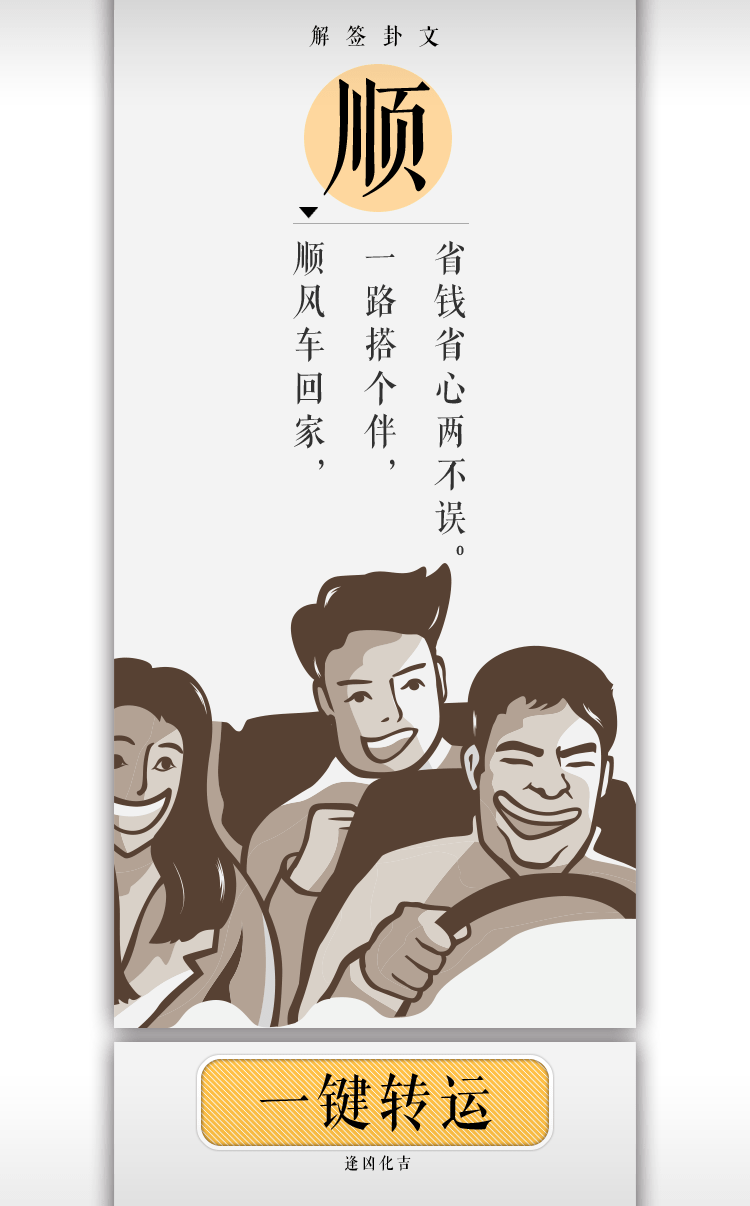 解签卦文
顺
顺风车回家，
一路搭个伴，
省钱省心两不误。
一键转运
逢凶化吉